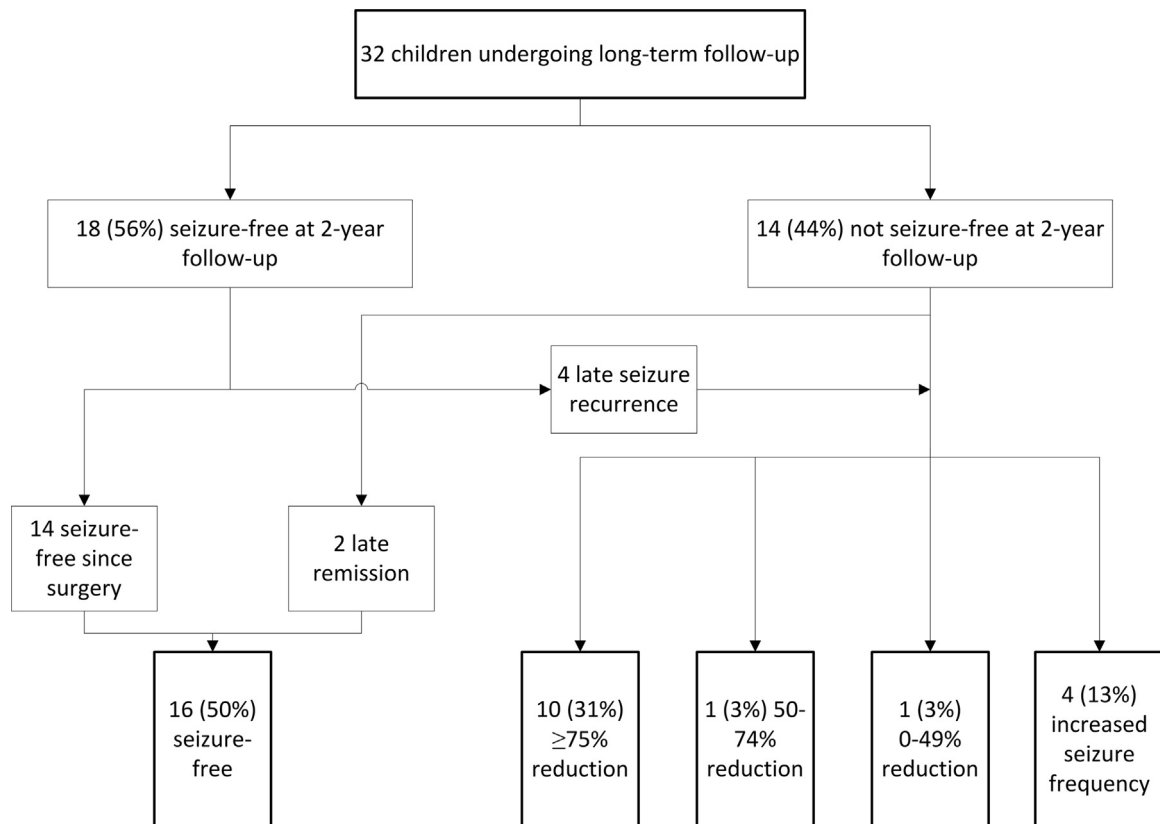 32 children undergoing long-term follow-up
18 (56%) seizure-free at 2-year
follow-up
14 (44%) not seizure-free at 2-year
follow-up
4 late seizure
recurrence
14 seizure-
free since
surgery
2 late
remission
16 (50%)
seizure-
free
10 (31%)
≥75%
reduction
1 (3%) 50-
74%
reduction
1 (3%)
0-49%
reduction
4 (13%)
increased
seizure
frequency